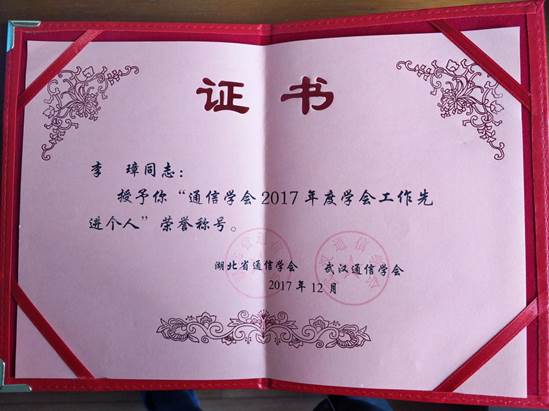 证书
李 璋同志：
授予你“通信学会2017年度学会工作先
进个人”荣誉称号。
湖北省通信学会 武汉通信学会
2017年12月